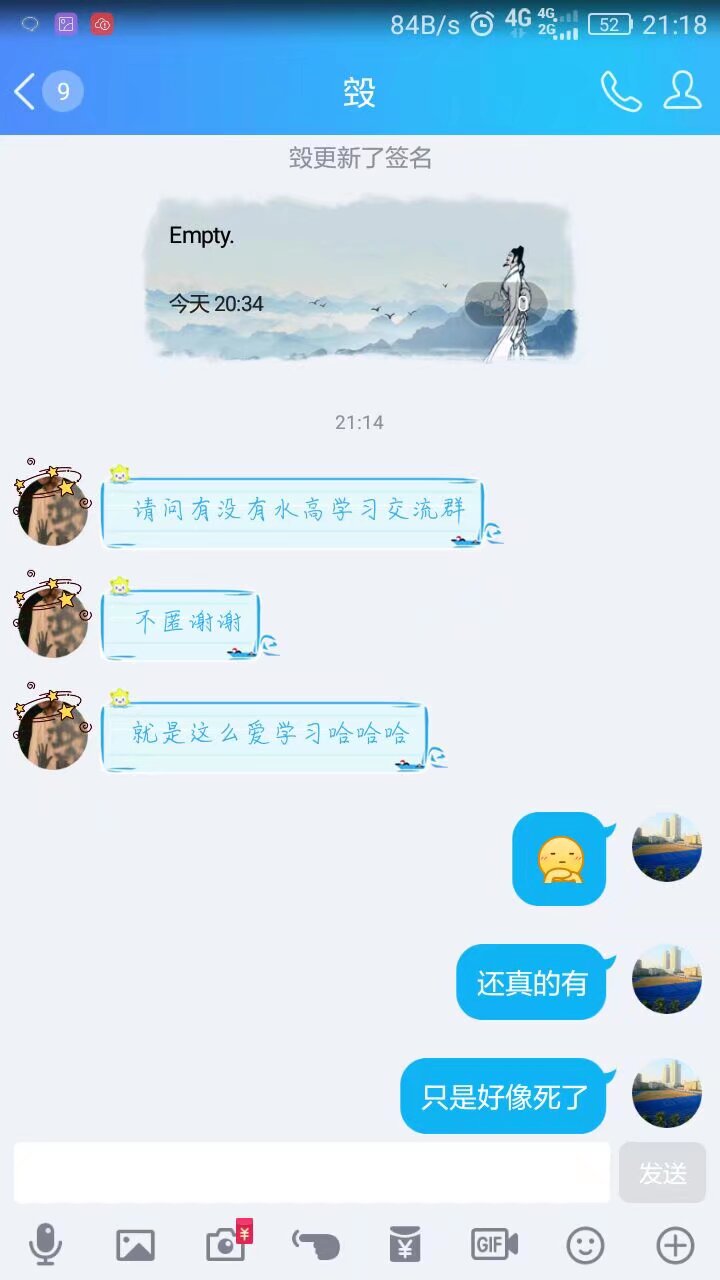 84B/s 4G 4G 2G 52 21:18
9
毁
毁更新了签名
Empty.
今天 20:34
0
21:14
请问有没有水高学习交流群
不匿谢谢
就是这么爱学习哈哈哈
还真的有
只是好像死了
发送
¥
¥
GIF